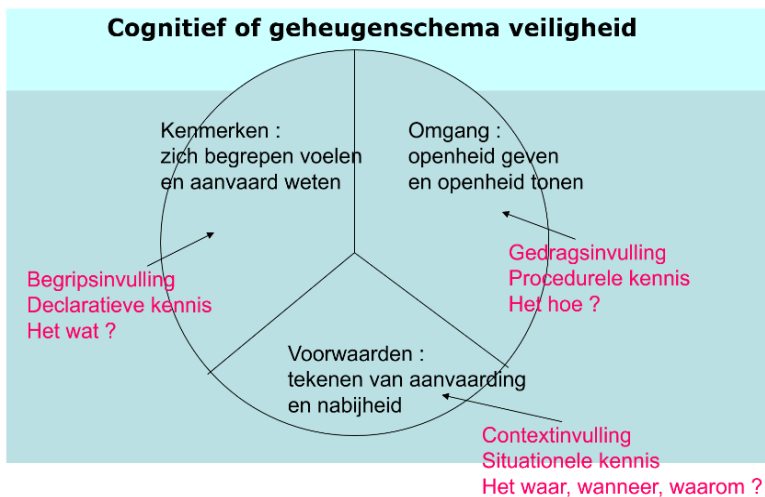 Cognitief of geheugenschema veiligheid
Kenmerken :
zich begrepen voelen
en aanvaard weten
Omgang :
openheid geven
en openheid tonen
Begripsinvulling
Declaratieve kennis
Het wat ?
Gedragsinvulling
Procedurele kennis
Het hoe ?
Voorwaarden :
tekenen van aanvaarding
en nabijheid
Contextinvulling
Situationele kennis
Het waar, wanneer, waarom ?